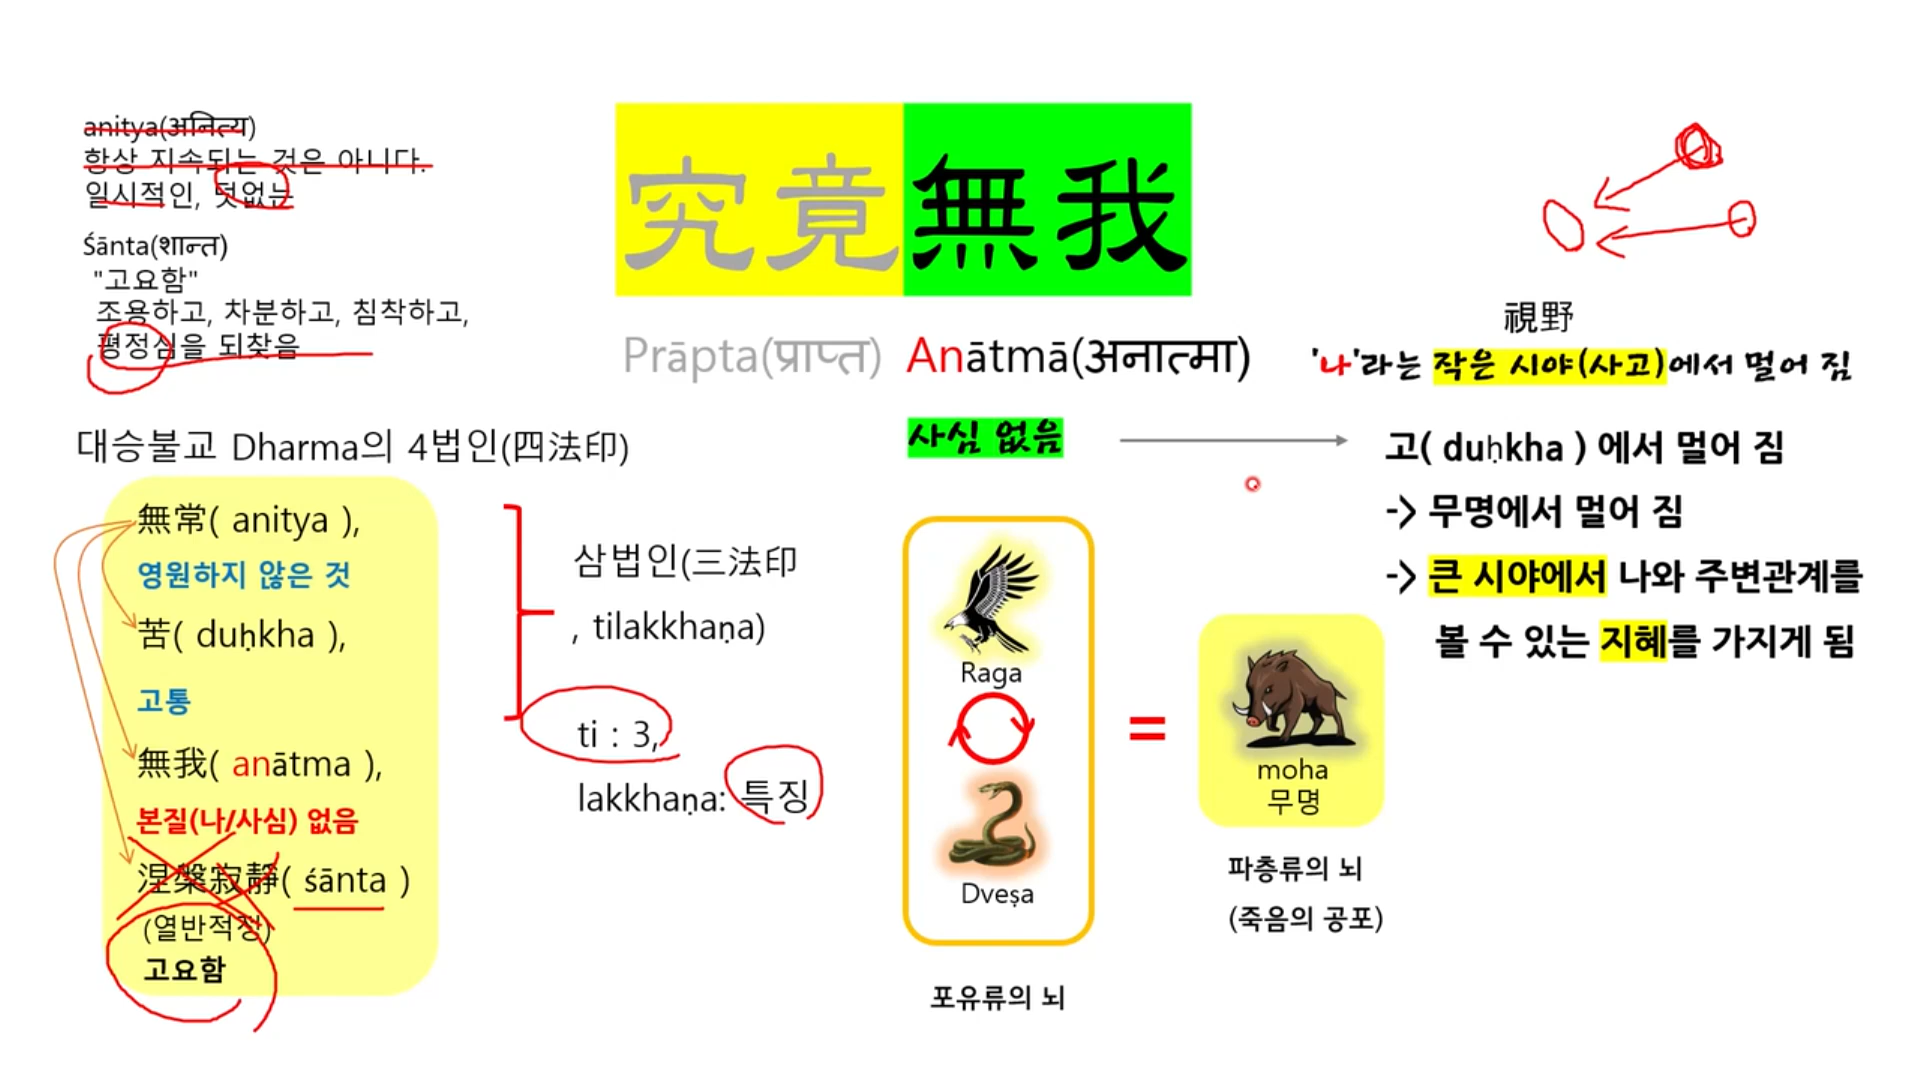 anitya(अनित्य)
항상 지속되는 것은 아니다.
일시적인, 덧없는
Śānta(शान्त)
"고요함"
조용하고, 차분하고, 침착하고,
평정심을 되찾음
究竟無我
Prāpta(प्राप्त) Anātmā(अनात्मा)
視野
'나'라는 작은 시야(사고)에서 멀어 짐
사심 없음
고( duḥkha ) 에서 멀어 짐
-> 무명에서 멀어 짐
-> 큰 시야에서 나와 주변관계를
볼 수 있는 지혜를 가지게 됨
대승불교 Dharma의 4법인(四法印)
無常( anitya ),
영원하지 않은 것
苦( duḥkha ),
고통
無我( anātma ),
본질(나/사심) 없음
涅槃寂靜( śānta )
(열반적정)
고요함
삼법인(三法印
, tilakkhaṇa)
ti : 3,
lakkhaṇa: 특징
Raga
Dveṣa
포유류의 뇌
=
moha
무명
파층류의 뇌
(죽음의 공포)